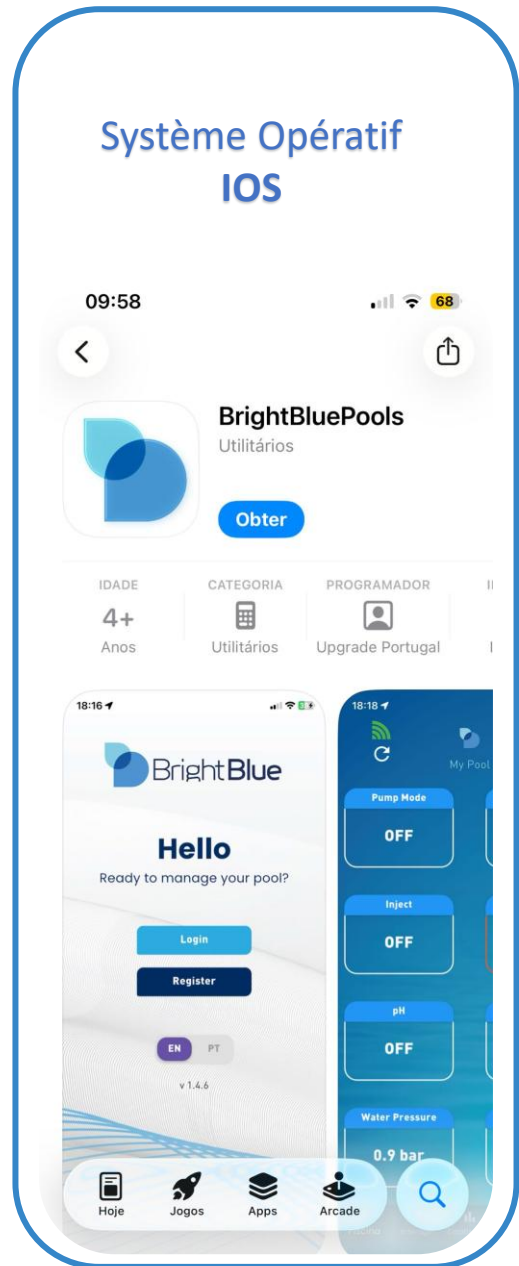 Système Opératif
IOS
09:58
68
BrightBluePools
Utilitários
Obter
IDADE
4+
Anos
CATEGORIA
Utilitários
PROGRAMADOR
Upgrade Portugal
18:16
BrightBlue
Hello
Ready to manage your pool?
Login
Register
EN PT
v 1.4.6
18:18
My Pool
Pump Mode
OFF
Inject
OFF
pH
OFF
Water Pressure
0.9 bar
Hoje Jogos Apps Arcade